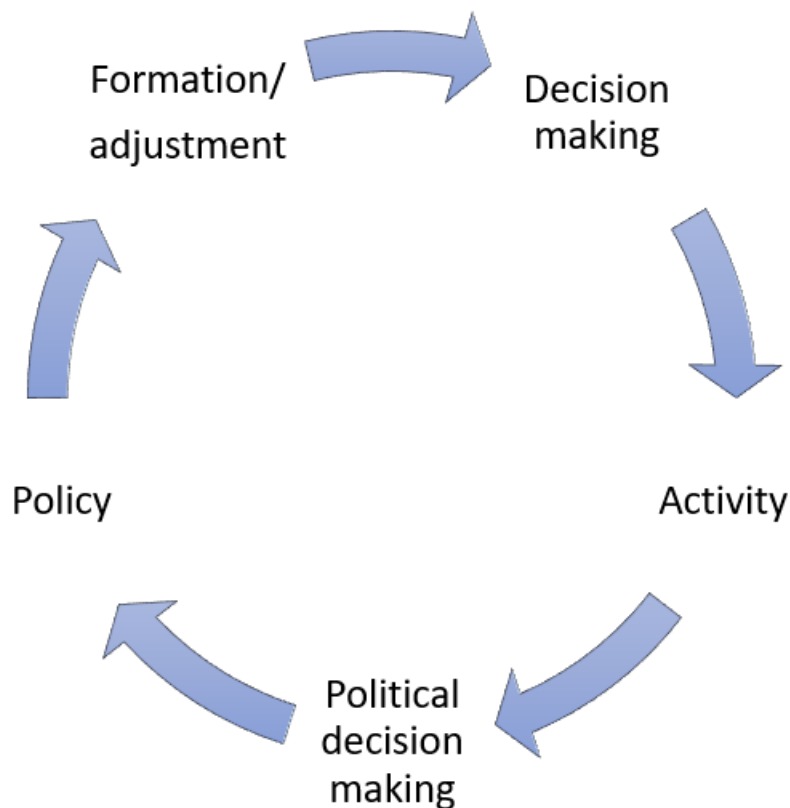 Formation/
adjustment
Decision
making
Activity
Political
decision
making
Policy